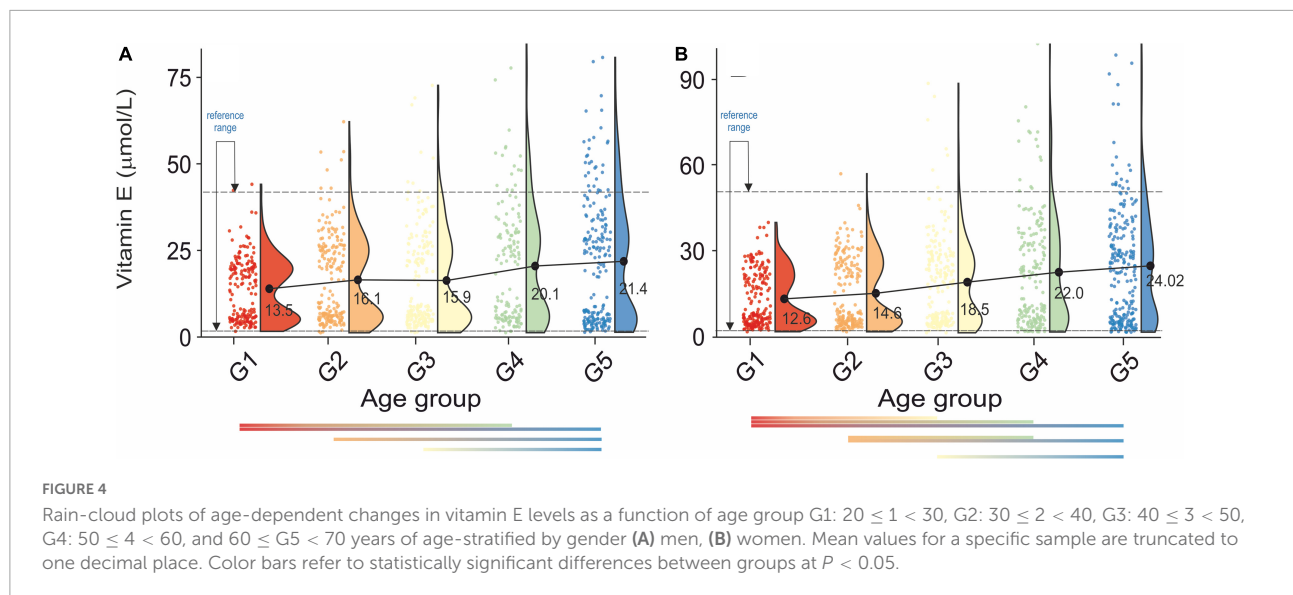 A
Vitamin E (µmol/L)
75
50
25
0
reference
range
13.5
16.1
15.9
20.1
21.4
G1
G2
G3
G4
G5
Age group
B
90
60
30
0
reference
range
12.6
14.6
18.5
22.0
24.02
G1
G2
G3
G4
G5
Age group
FIGURE 4
Rain-cloud plots of age-dependent changes in vitamin E levels as a function of age group G1: 20 ≤ 1 < 30, G2: 30 ≤ 2 < 40, G3: 40 ≤ 3 < 50,
G4: 50 ≤ 4 < 60, and 60 ≤ G5 < 70 years of age-stratified by gender (A) men, (B) women. Mean values for a specific sample are truncated to
one decimal place. Color bars refer to statistically significant differences between groups at P < 0.05.